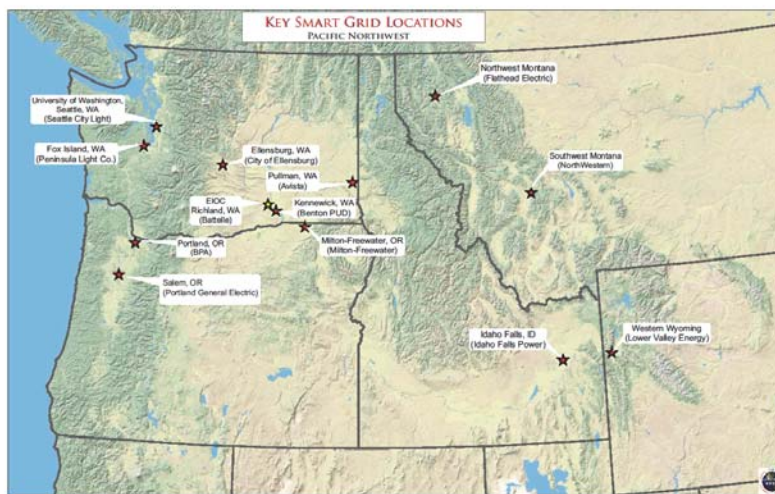 KEY SMART GRID LOCATIONS
PACIFIC NORTHWEST
Northwest Montana
(Flathead Electric)
University of Washington,
Seattle, WA
(Seattle City Light)
Fox Island, WA
(Peninsula Light Co.)
Ellensburg, WA
(City of Ellensburg)
Southwest Montana
(NorthWestern)
Pullman, WA
(Avista)
EIOC
Richland, WA
(Battelle)
Kennewick, WA
(Benton PUD)
Portland, OR
(BPA)
Milton-Freewater, OR
(Milton-Freewater)
Salem, OR
(Portland General Electric)
Idaho Falls, ID
(Idaho Falls Power)
Western Wyoming
(Lower Valley Energy)